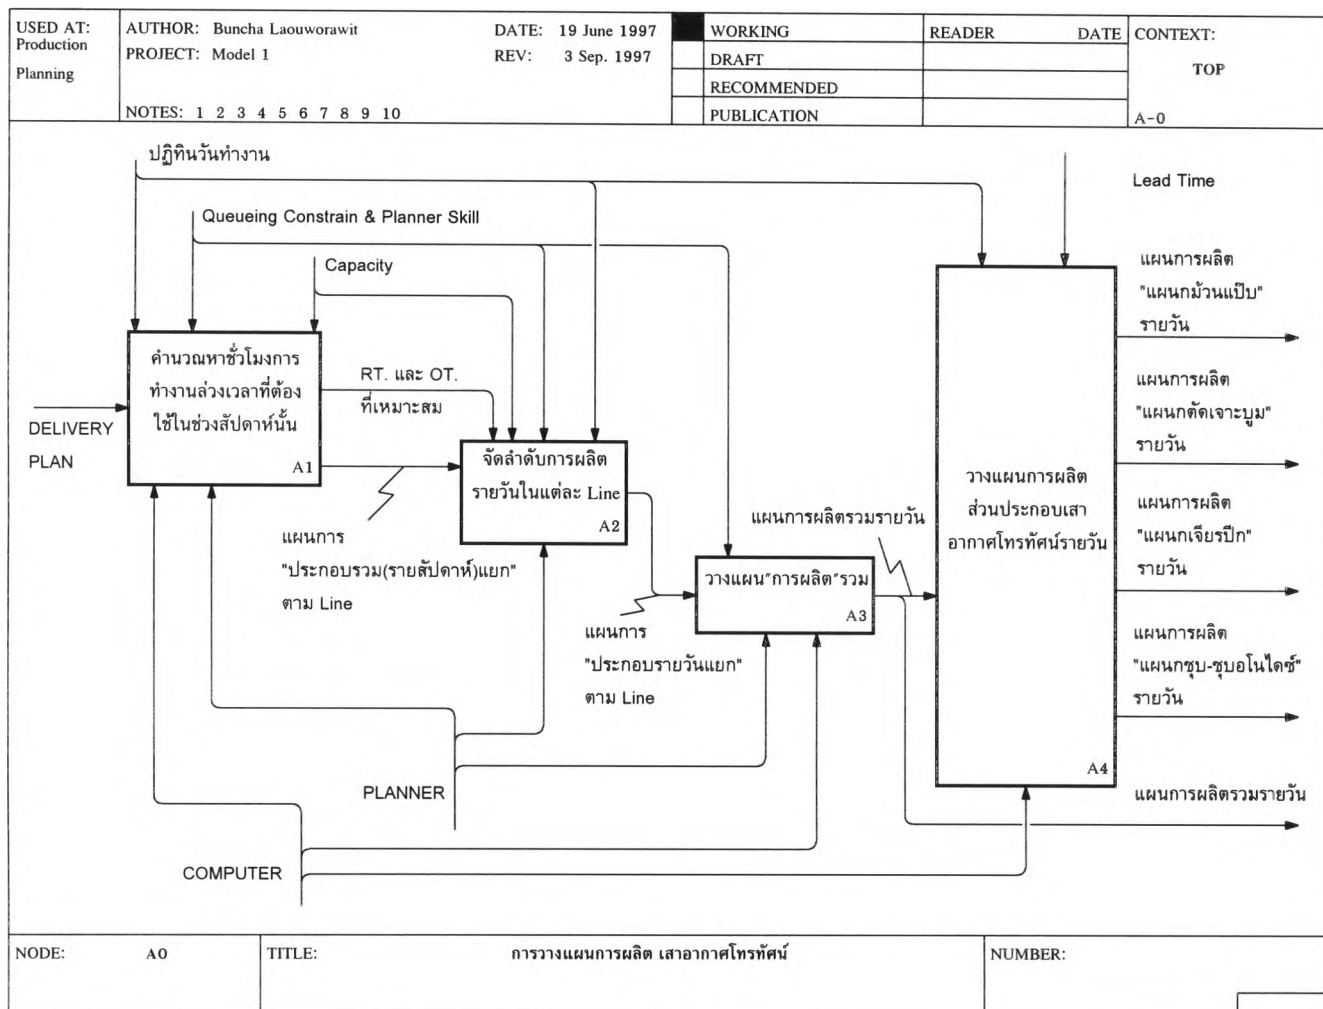 USED AT:
Production
Planning
AUTHOR: Buncha Laouworawit
PROJECT: Model 1
DATE: 19 June 1997
REV: 3 Sep. 1997
NOTES: 1 2 3 4 5 6 7 8 9 10
WORKING
DRAFT
RECOMMENDED
PUBLICATION
READER DATE
CONTEXT:
TOP
A-0
ปฏิทินวันทำงาน
Lead Time
Queueing Constrain & Planner Skill
Capacity
คำนวณหาชั่วโมงการ
ทำงานล่วงเวลาที่ต้อง
ใช้ในช่วงสัปดาห์นั้น
A1
DELIVERY
PLAN
RT. และ OT.
ที่เหมาะสม
จัดลำดับการผลิต
รายวันในแต่ละ Line
A2
แผนการ
"ประกอบรวม(รายสัปดาห์)แยก"
ตาม Line
แผนการผลิตรวมรายวัน
วางแผน"การผลิต"รวม
A3
แผนการ
"ประกอบรายวันแยก"
ตาม Line
วางแผนการผลิต
ส่วนประกอบเสา
อากาศโทรทัศน์รายวัน
A4
แผนการผลิต
"แผนกม้วนแป๊บ"
รายวัน
แผนการผลิต
"แผนกตัดเจาะบูม"
รายวัน
แผนการผลิต
"แผนกเจียรปีก"
รายวัน
แผนการผลิต
"แผนกชุบ-ชุบอโนไดซ์"
รายวัน
แผนการผลิตรวมรายวัน
PLANNER
COMPUTER
NODE: A0
TITLE: การวางแผนการผลิต เสาอากาศโทรทัศน์
NUMBER: